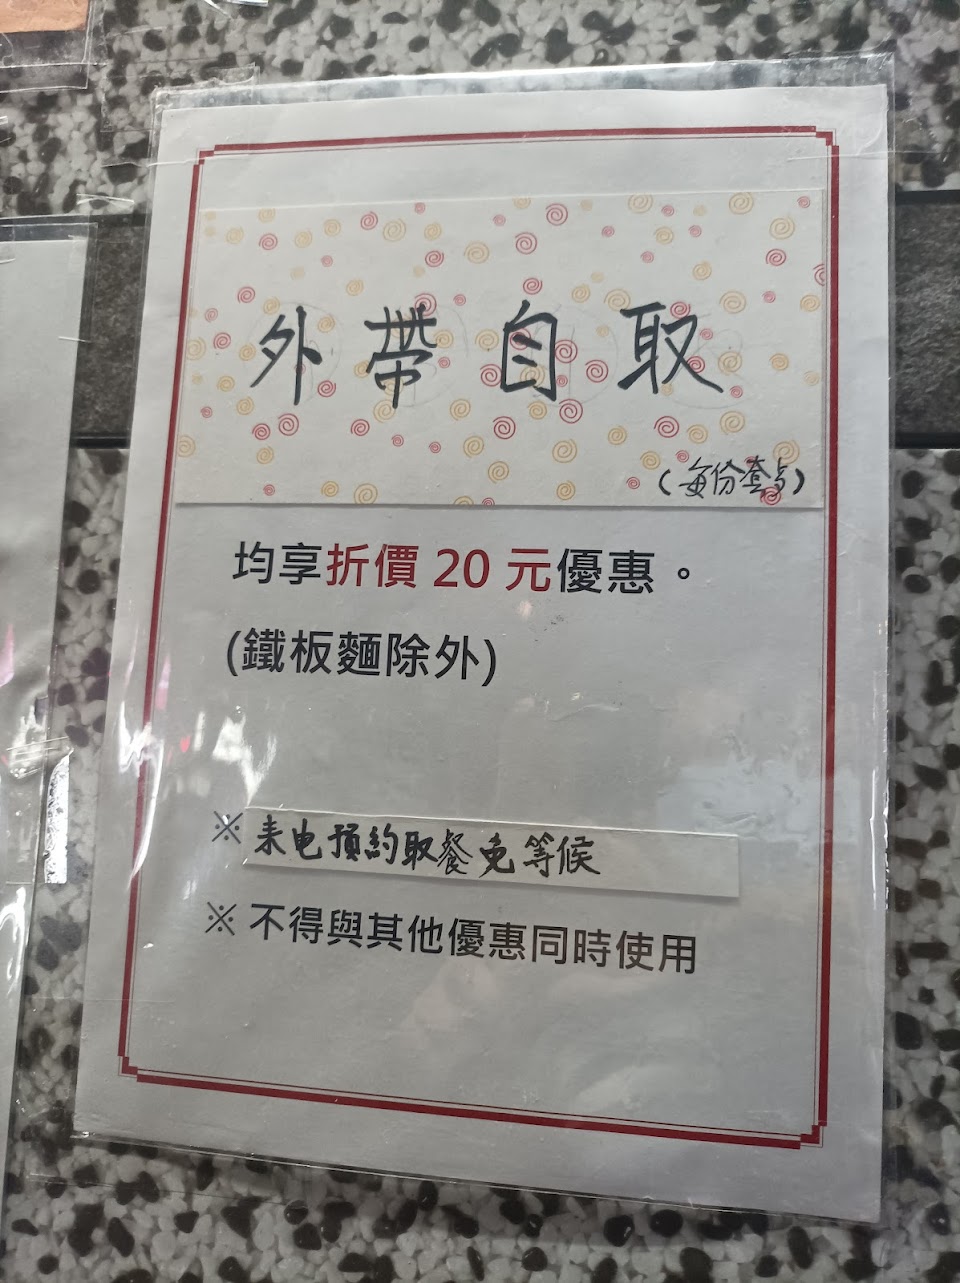 外帶自取
(每份套点)
均享折價 20 元優惠。
(鐵板麵除外)
※ 来电預約取餐免等候
※ 不得與其他優惠同時使用